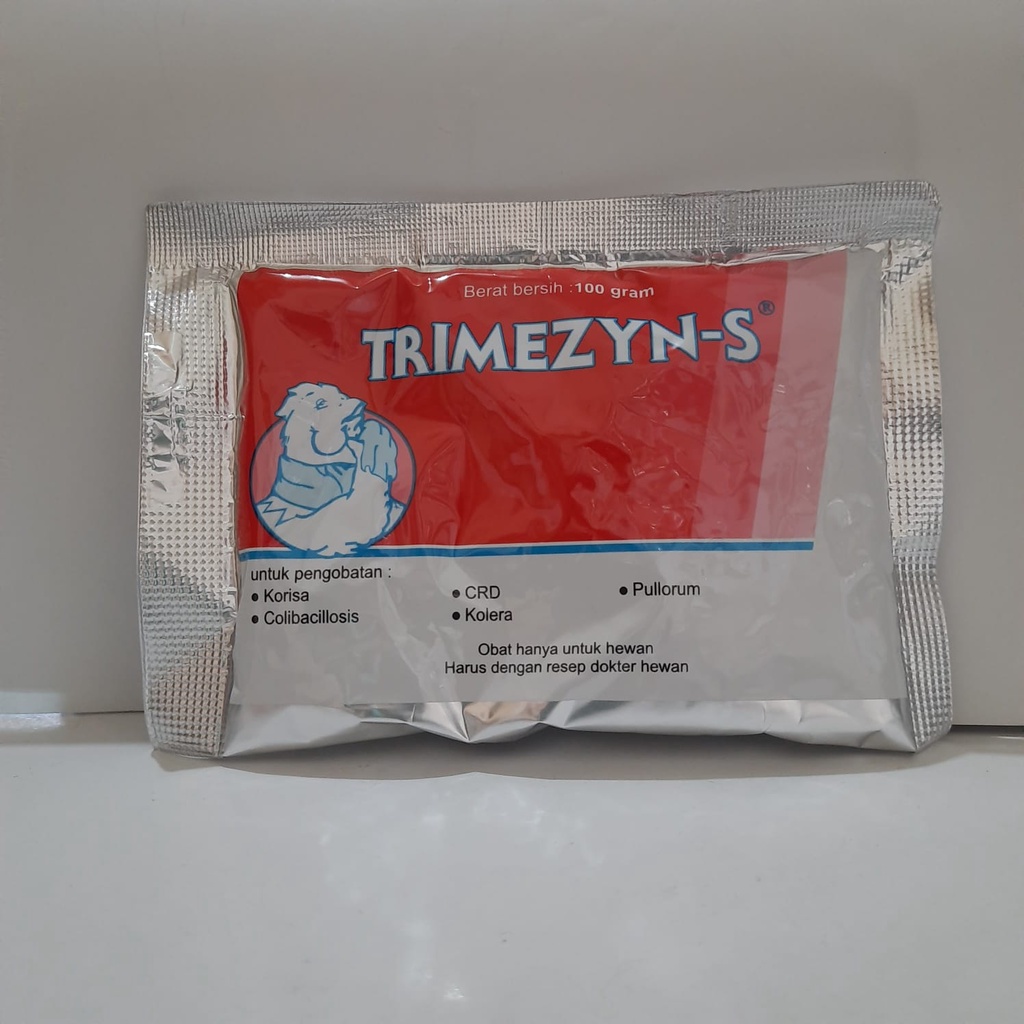 Berat bersih : 100 gram
TRIMEZYN-S®
untuk pengobatan :
• Korisa
• CRD
• Pullorum
• Colibacillosis
• Kolera
Obat hanya untuk hewan
Harus dengan resep dokter hewan